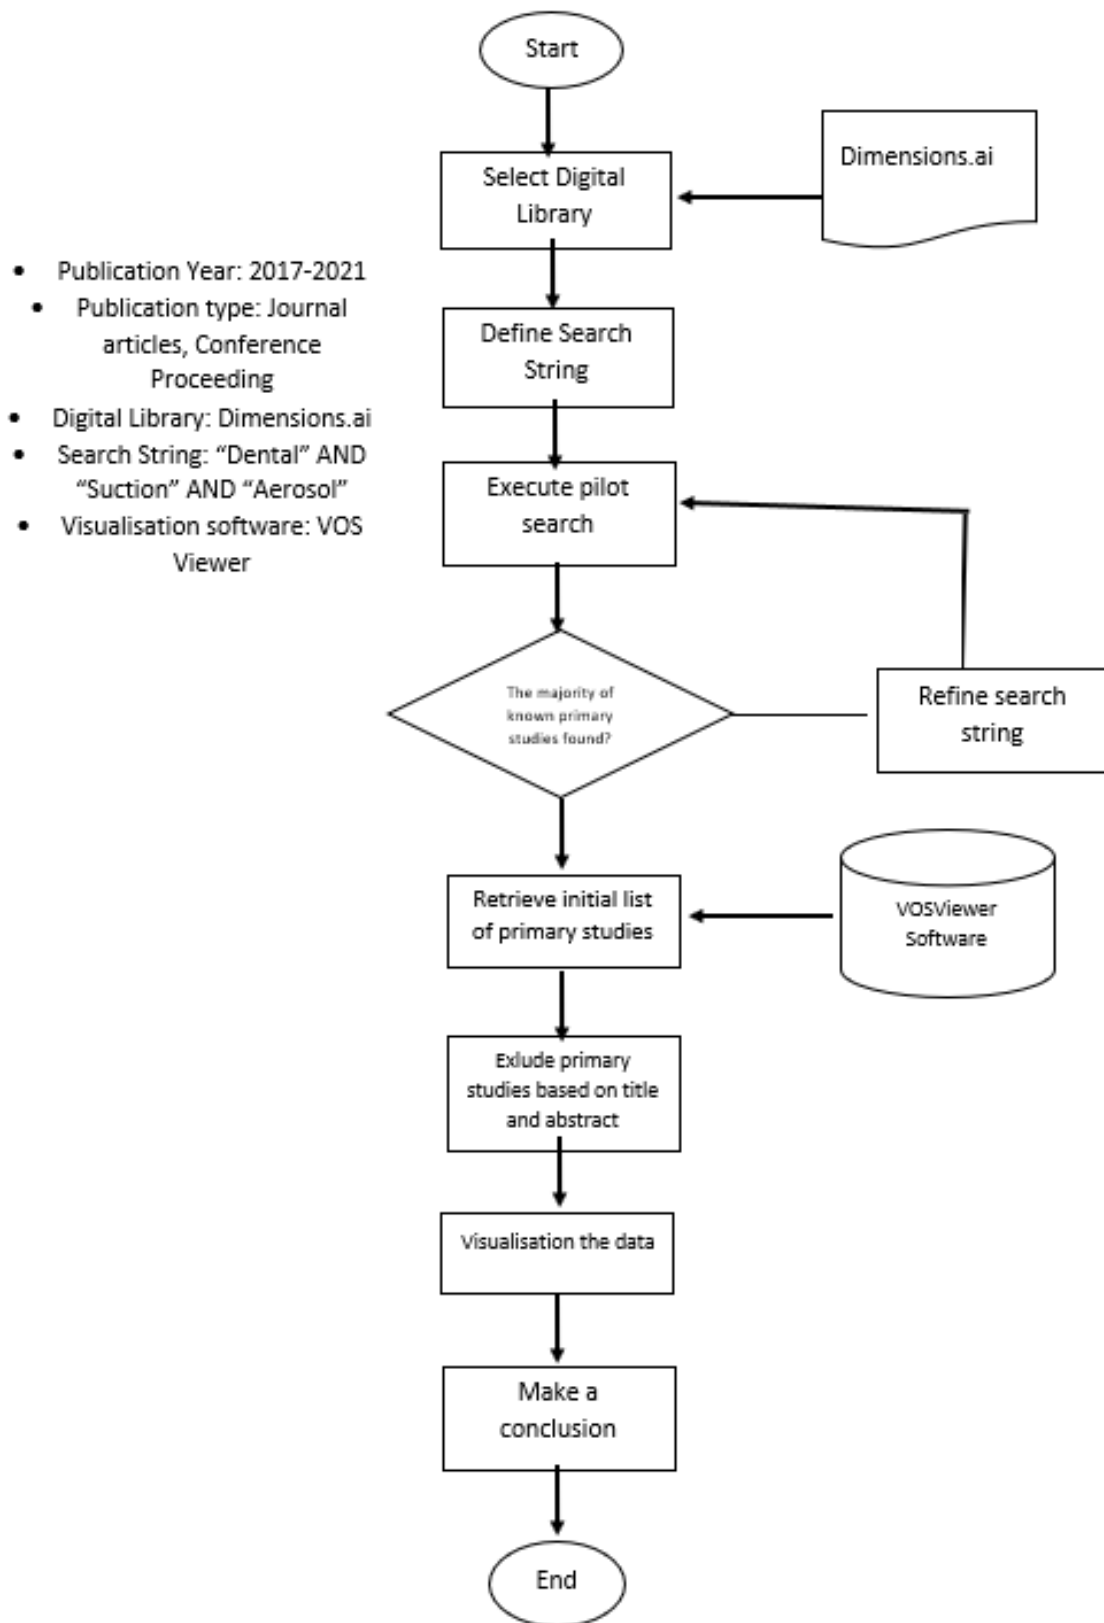 Start
Select Digital
Library
Dimensions.ai
• Publication Year: 2017-2021
• Publication type: Journal
articles, Conference
Proceeding
• Digital Library: Dimensions.ai
• Search String: “Dental” AND
“Suction” AND “Aerosol”
• Visualisation software: VOS
Viewer
Define Search
String
Execute pilot
search
The majority of
known primary
studies found?
Refine search
string
Retrieve initial list
of primary studies
VOSViewer
Software
Exlude primary
studies based on title
and abstract
Visualisation the data
Make a
conclusion
End